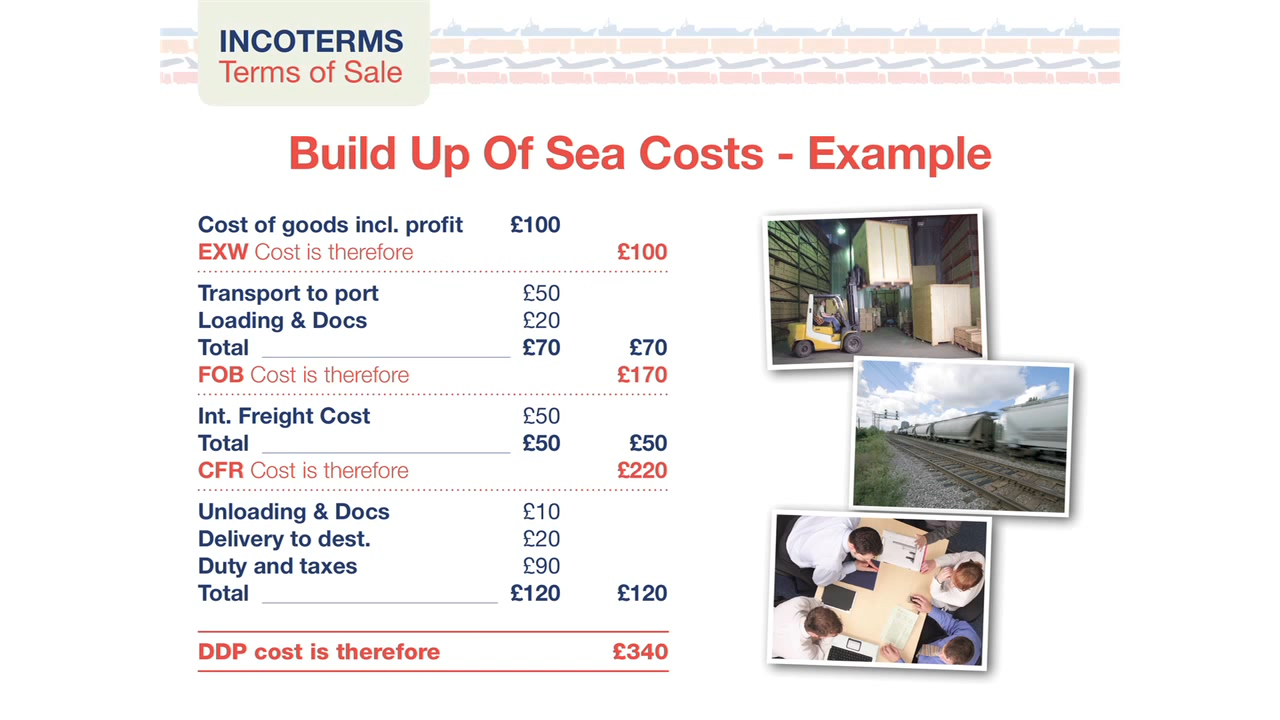 INCOTERMS
Terms of Sale
Build Up Of Sea Costs - Example
Cost of goods incl. profit £100
EXW Cost is therefore £100
Transport to port £50
Loading & Docs £20
Total £70 £70
FOB Cost is therefore £170
Int. Freight Cost £50
Total £50 £50
CFR Cost is therefore £220
Unloading & Docs £10
Delivery to dest. £20
Duty and taxes £90
Total £120 £120
DDP cost is therefore £340